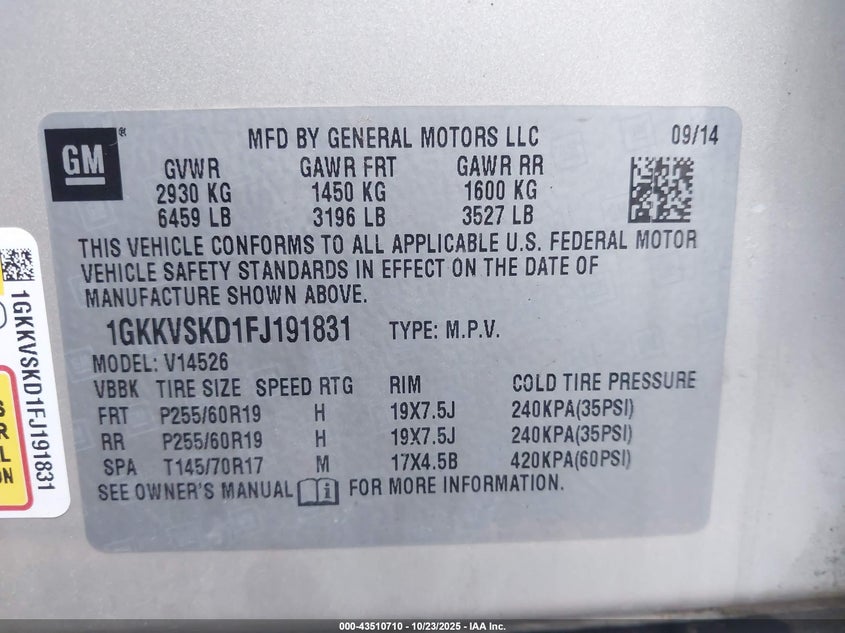 GM®
MFD BY GENERAL MOTORS LLC 09/14
GVWR GAWR FRT GAWR RR
2930 KG 1450 KG 1600 KG
6459 LB 3196 LB 3527 LB
THIS VEHICLE CONFORMS TO ALL APPLICABLE U.S. FEDERAL MOTOR
VEHICLE SAFETY STANDARDS IN EFFECT ON THE DATE OF
MANUFACTURE SHOWN ABOVE.
1GKKVSKD1FJ191831 TYPE: M.P.V.
MODEL: V14526
VBBK TIRE SIZE SPEED RTG RIM COLD TIRE PRESSURE
FRT P255/60R19 H 19X7.5J 240KPA(35PSI)
RR P255/60R19 H 19X7.5J 240KPA(35PSI)
SPA T145/70R17 M 17X4.5B 420KPA(60PSI)
SEE OWNER'S MANUAL i FOR MORE INFORMATION.
1GKKVSKD1FJ191831
000-43510710 - 10/23/2025 - IAA Inc.